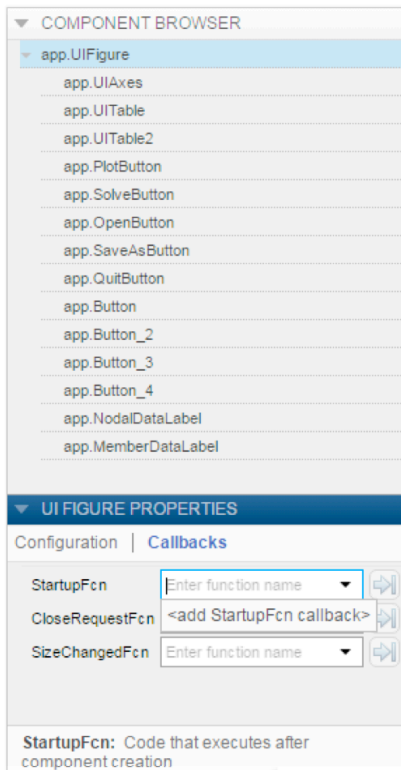 COMPONENT BROWSER
app.UIFigure
app.UIAxes
app.UITable
app.UITable2
app.PlotButton
app.SolveButton
app.OpenButton
app.SaveAsButton
app.QuitButton
app.Button
app.Button_2
app.Button_3
app.Button_4
app.NodalDataLabel
app.MemberDataLabel
UI FIGURE PROPERTIES
Configuration | Callbacks
StartupFcn Enter function name
CloseRequestFcn <add StartupFcn callback>
SizeChangedFcn Enter function name
StartupFcn: Code that executes after
component creation